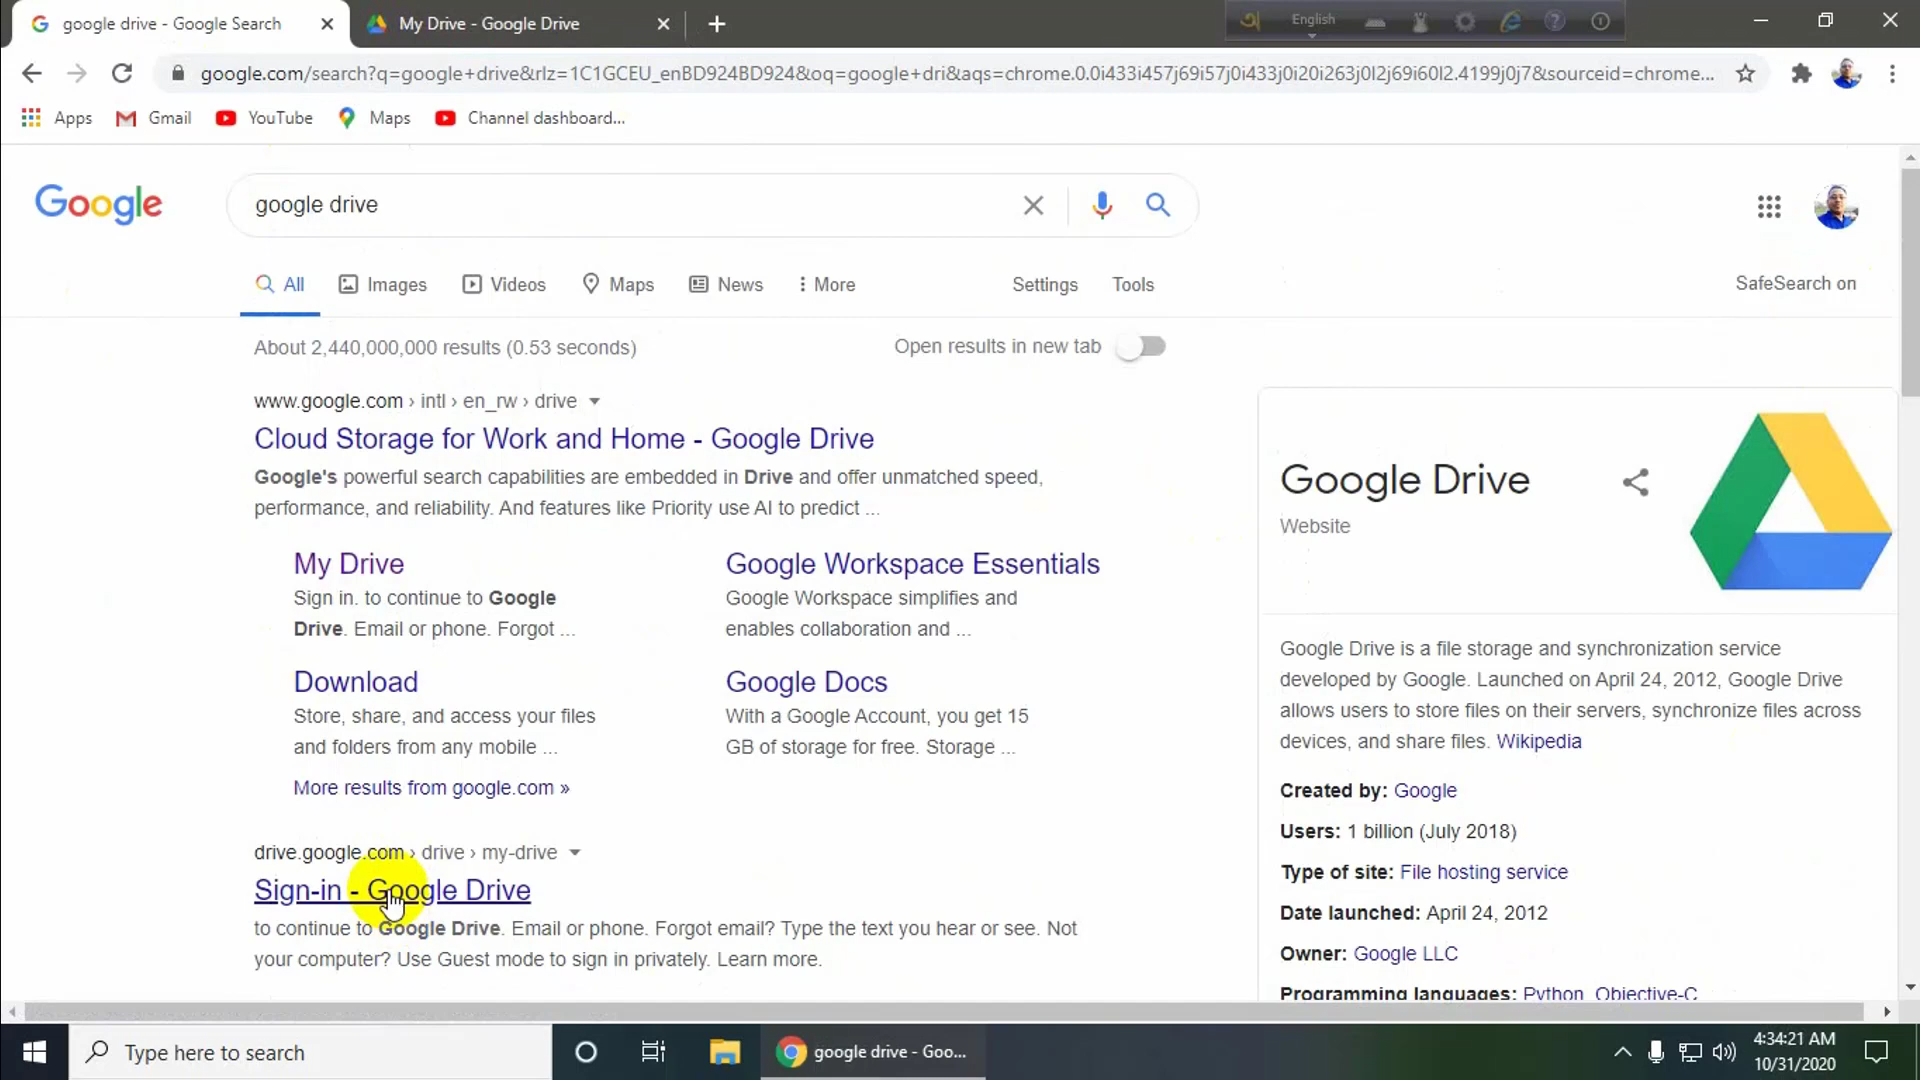 google drive - Google Search
My Drive - Google Drive
English
google.com/search?q=google+drive&rlz=1C1GCEU_enBD924BD924&oq=google+dri&aqs=chrome.0.0i433i457j69i57j0i433j0i20i263j0l2j69i60l2.4199j0j7&sourceid=chrome...
Apps Gmail YouTube Maps Channel dashboard...
Google google drive
All Images Videos Maps News More Settings Tools SafeSearch on
About 2,440,000,000 results (0.53 seconds) Open results in new tab
www.google.com › intl › en_rw › drive
Cloud Storage for Work and Home - Google Drive
Google's powerful search capabilities are embedded in Drive and offer unmatched speed,
performance, and reliability. And features like Priority use AI to predict ...
My Drive
Sign in. to continue to Google
Drive. Email or phone. Forgot ...
Google Workspace Essentials
Google Workspace simplifies and
enables collaboration and ...
Download
Store, share, and access your files
and folders from any mobile ...
Google Docs
With a Google Account, you get 15
GB of storage for free. Storage ...
More results from google.com »
drive.google.com › drive › my-drive
Sign-in - Google Drive
to continue to Google Drive. Email or phone. Forgot email? Type the text you hear or see. Not
your computer? Use Guest mode to sign in privately. Learn more.
Google Drive
Website
Google Drive is a file storage and synchronization service
developed by Google. Launched on April 24, 2012, Google Drive
allows users to store files on their servers, synchronize files across
devices, and share files. Wikipedia
Created by: Google
Users: 1 billion (July 2018)
Type of site: File hosting service
Date launched: April 24, 2012
Owner: Google LLC
Programming languages: Python, Objective-C
Type here to search
google drive - Goo...
4:34:21 AM
10/31/2020